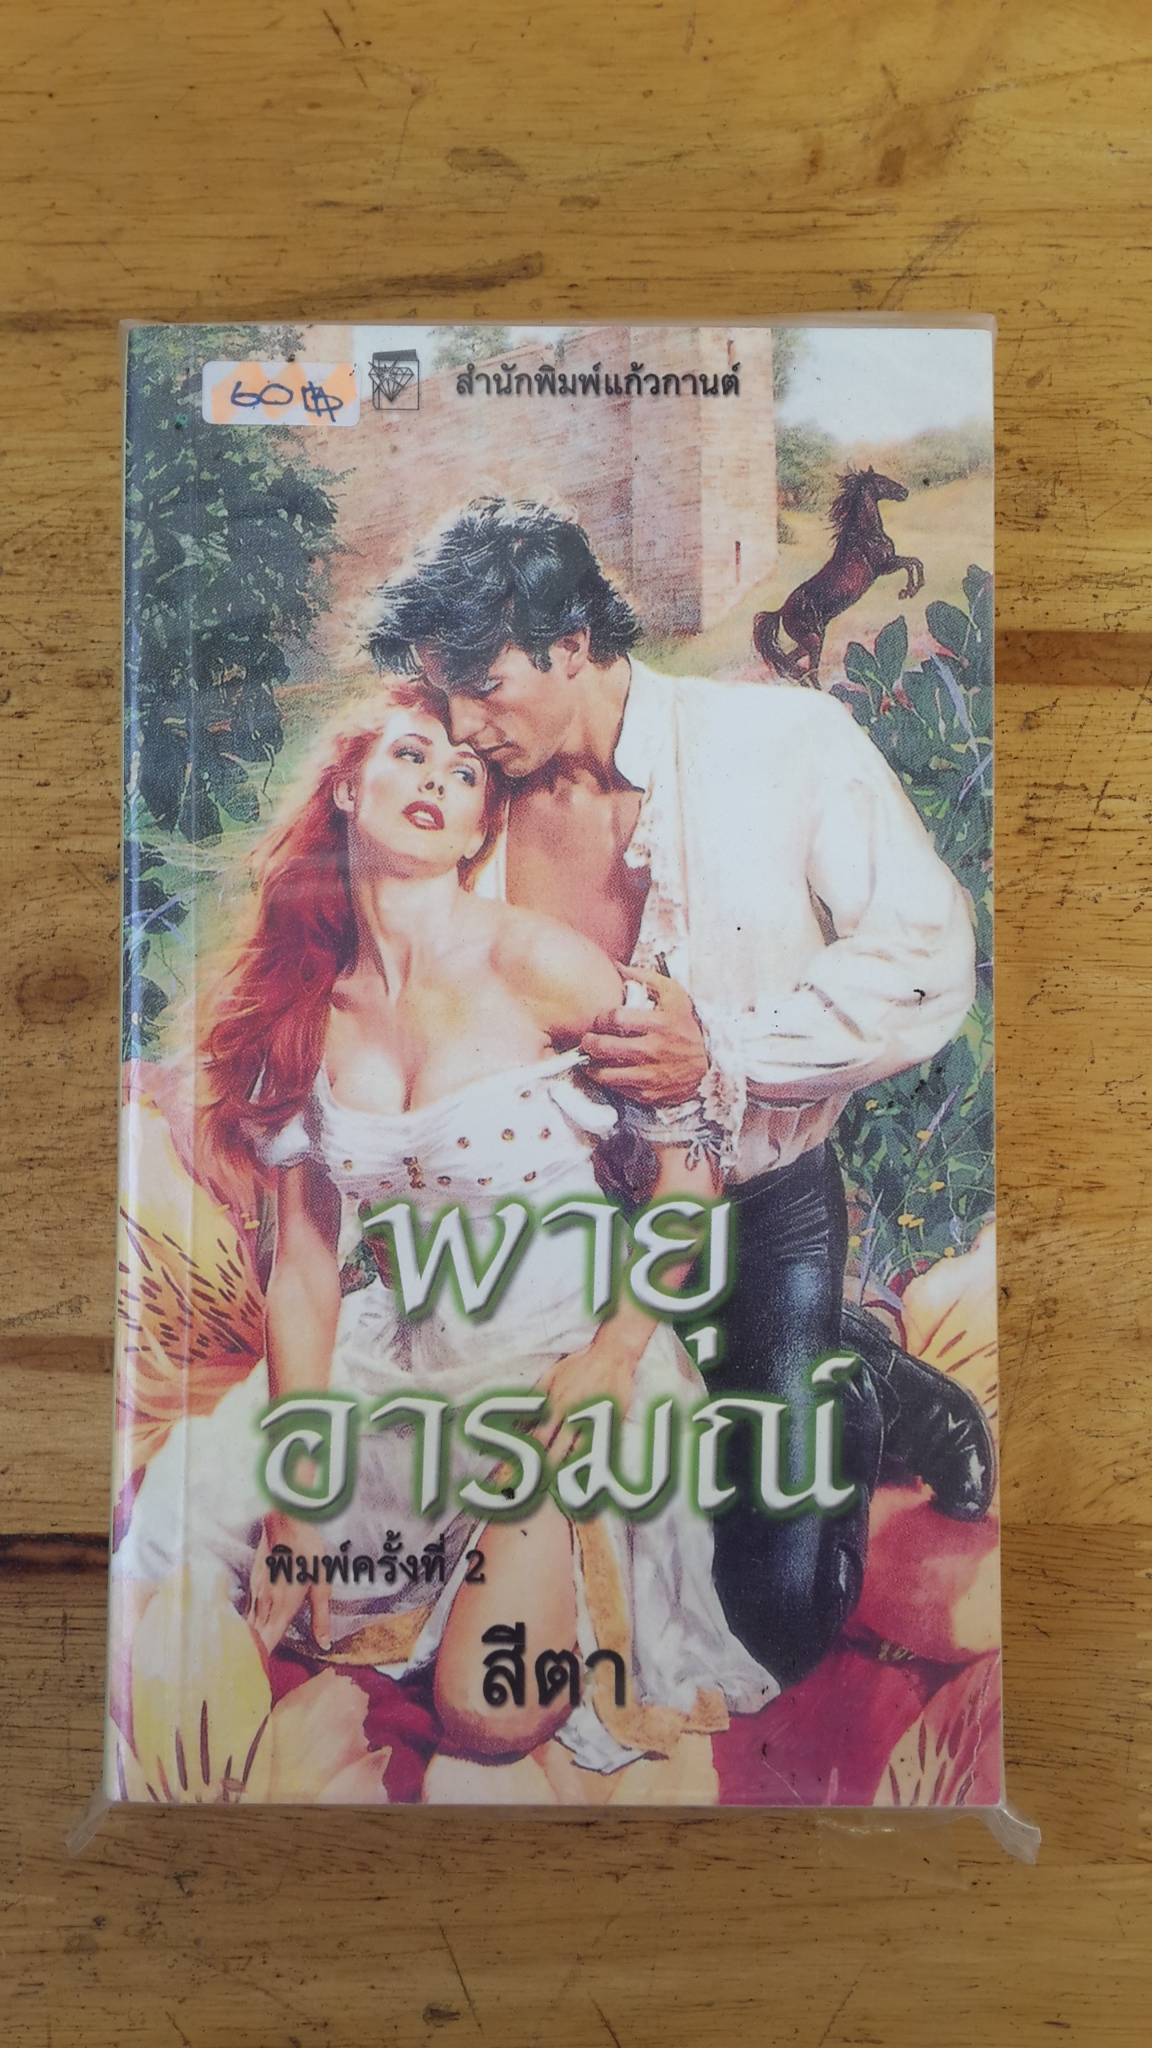 60฿
สำนักพิมพ์แก้วกานต์
พายุ
อารมณ์
พิมพ์ครั้งที่ 2
สีตา